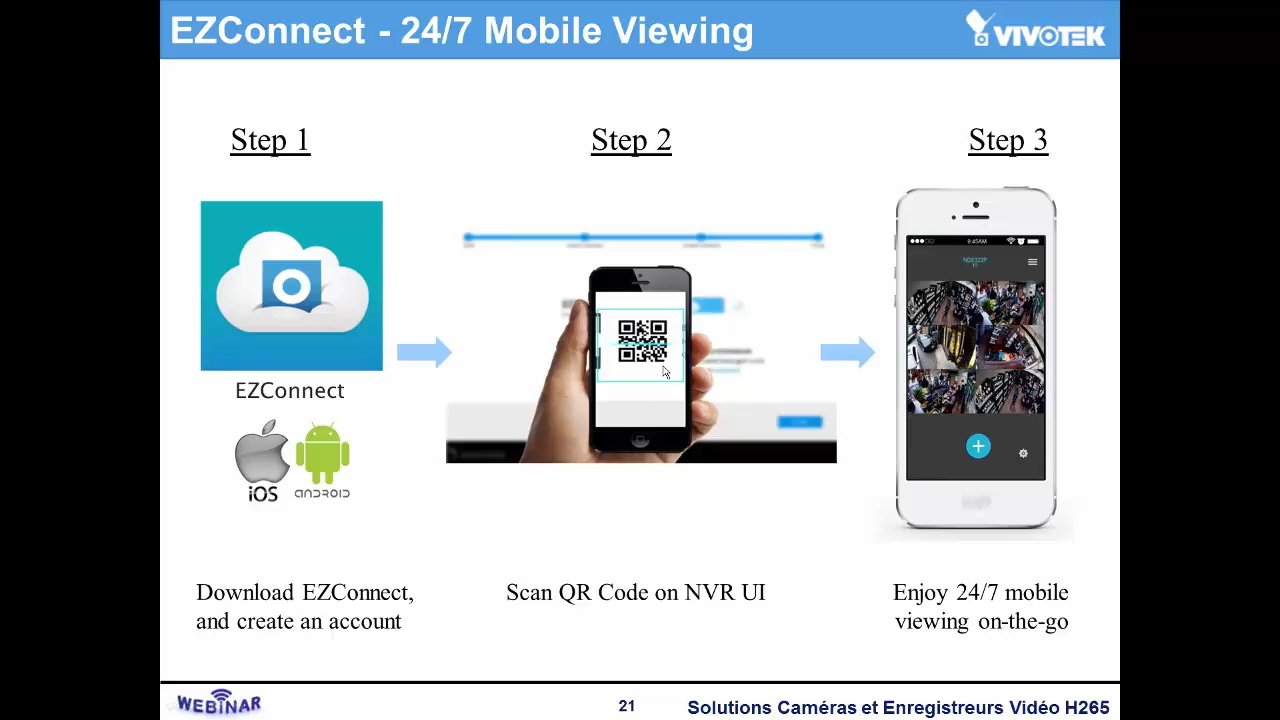 EZConnect - 24/7 Mobile Viewing
VIVOTEK
Step 1
Step 2
Step 3
9:45AM
EZConnect
iOS
ANDROID
Download EZConnect,
and create an account
Scan QR Code on NVR UI
Enjoy 24/7 mobile
viewing on-the-go
WEBINAR
21
Solutions Caméras et Enregistreurs Vidéo H265